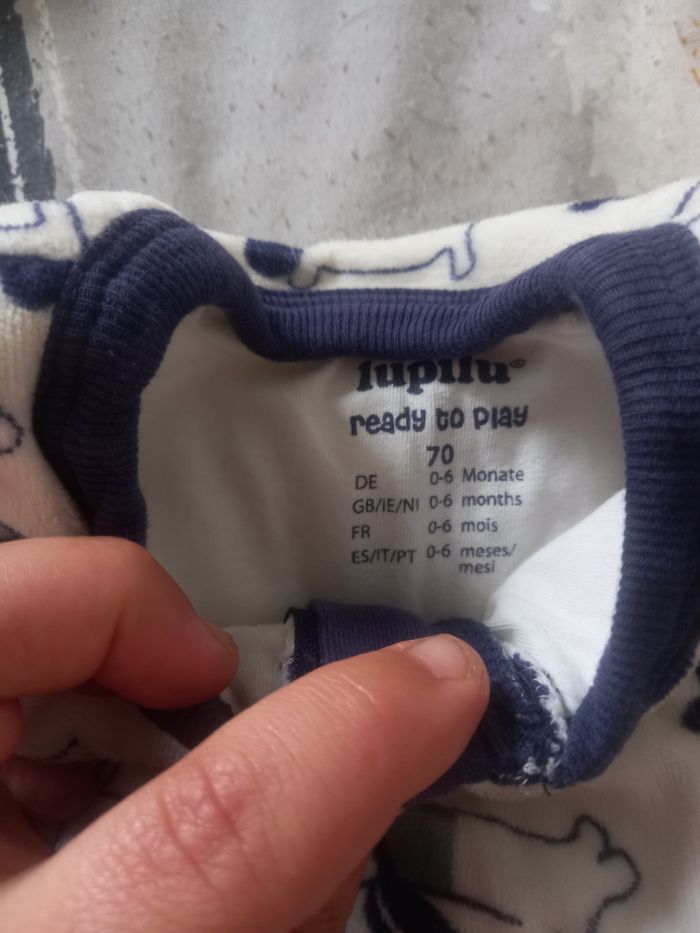 lupilu®
ready to play
70
DE 0-6 Monate
GB/IE/NI 0-6 months
FR 0-6 mois
ES/IT/PT 0-6 meses/
mesi